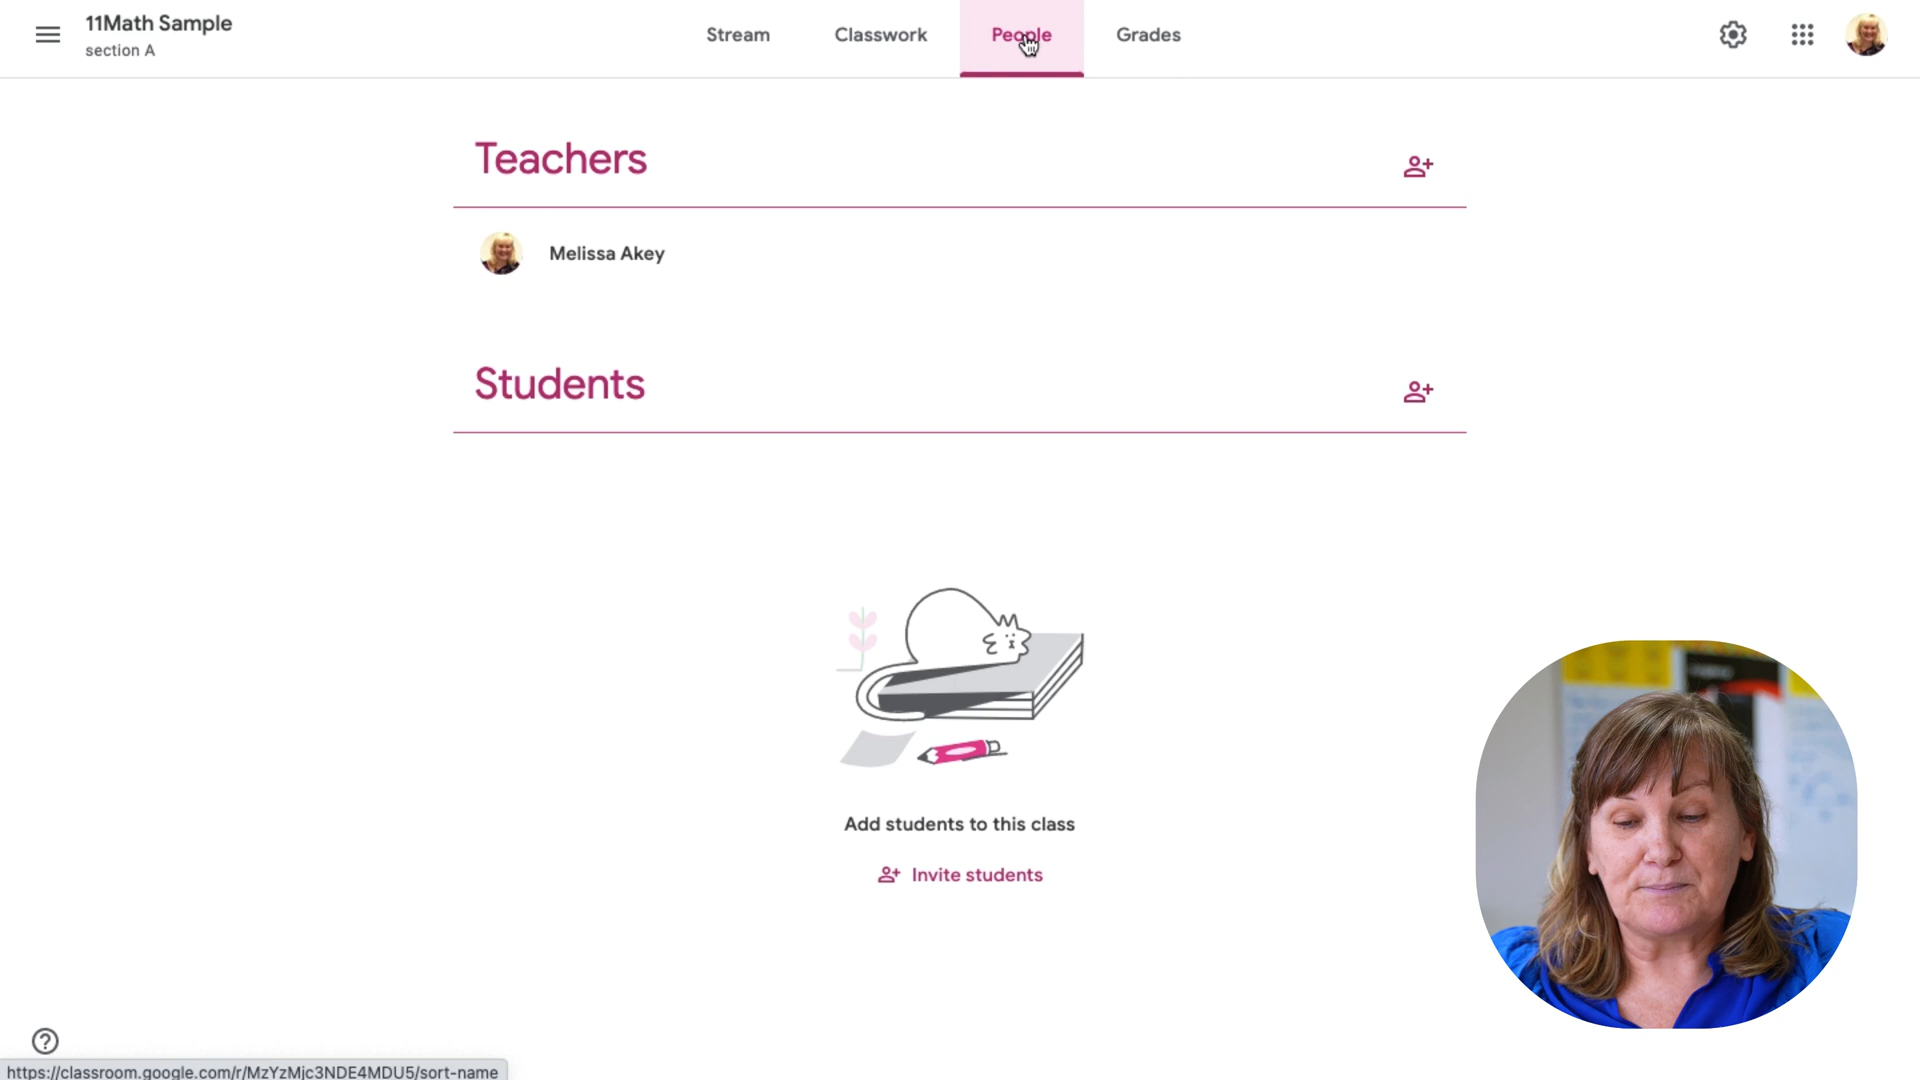 11Math Sample
section A
Stream
Classwork
People
Grades
Teachers
Melissa Akey
Students
Add students to this class
Invite students
https://classroom.google.com/r/MzYzMjc3NDE4MDU5/sort-name